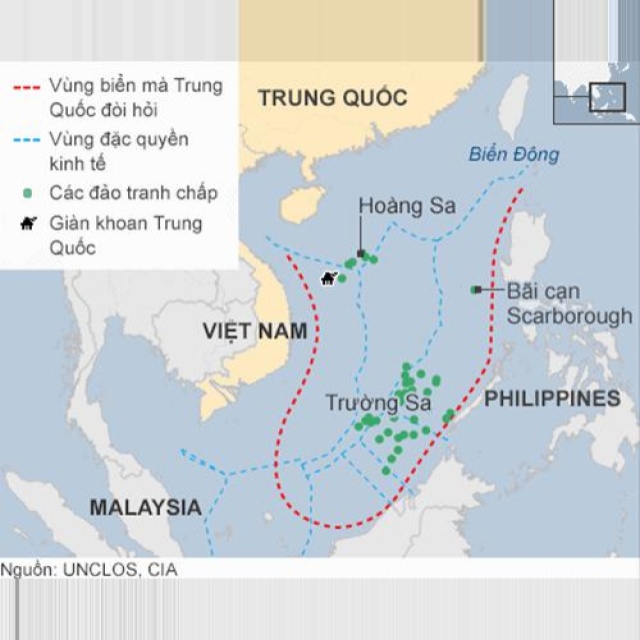 Vùng biển mà Trung
Quốc đòi hỏi
Vùng đặc quyền
kinh tế
Các đảo tranh chấp
Giàn khoan Trung
Quốc
TRUNG QUỐC
Biển Đông
Hoàng Sa
Bãi cạn
Scarborough
VIỆT NAM
Trường Sa
PHILIPPINES
MALAYSIA
Nguồn: UNCLOS, CIA